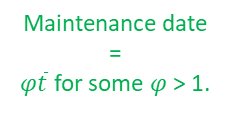 Maintenance date
=
φt̄ for some φ > 1.